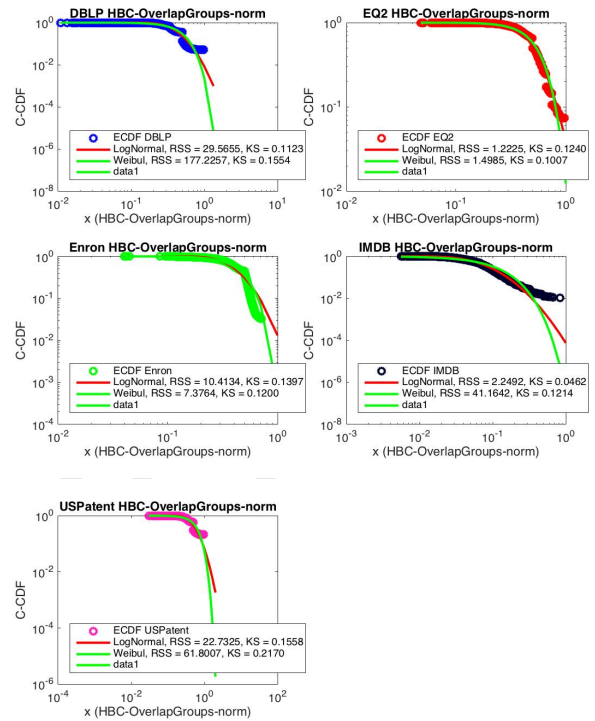 DBLP HBC-OverlapGroups-norm
C-CDF
10^0
10^-2
10^-4
10^-6
10^-8
ECDF DBLP
LogNormal, RSS = 29.5655, KS = 0.1123
Weibul, RSS = 177.2257, KS = 0.1554
data1
10^-2 10^-1 10^0 10^1
x (HBC-OverlapGroups-norm)
EQ2 HBC-OverlapGroups-norm
C-CDF
10^0
10^-1
10^-2
ECDF EQ2
LogNormal, RSS = 1.2225, KS = 0.1240
Weibul, RSS = 1.4985, KS = 0.1007
data1
10^-2 10^-1 10^0
x (HBC-OverlapGroups-norm)
Enron HBC-OverlapGroups-norm
C-CDF
10^0
10^-1
10^-2
10^-3
10^-4
ECDF Enron
LogNormal, RSS = 10.4134, KS = 0.1397
Weibul, RSS = 7.3764, KS = 0.1200
data1
10^-2 10^-1 10^0
x (HBC-OverlapGroups-norm)
IMDB HBC-OverlapGroups-norm
C-CDF
10^0
10^-2
10^-4
10^-6
10^-8
ECDF IMDB
LogNormal, RSS = 2.2492, KS = 0.0462
Weibul, RSS = 41.1642, KS = 0.1214
data1
10^-3 10^-2 10^-1 10^0
x (HBC-OverlapGroups-norm)
USPatent HBC-OverlapGroups-norm
C-CDF
10^0
10^-2
10^-4
10^-6
ECDF USPatent
LogNormal, RSS = 22.7325, KS = 0.1558
Weibul, RSS = 61.8007, KS = 0.2170
data1
10^-4 10^-2 10^0 10^2
x (HBC-OverlapGroups-norm)